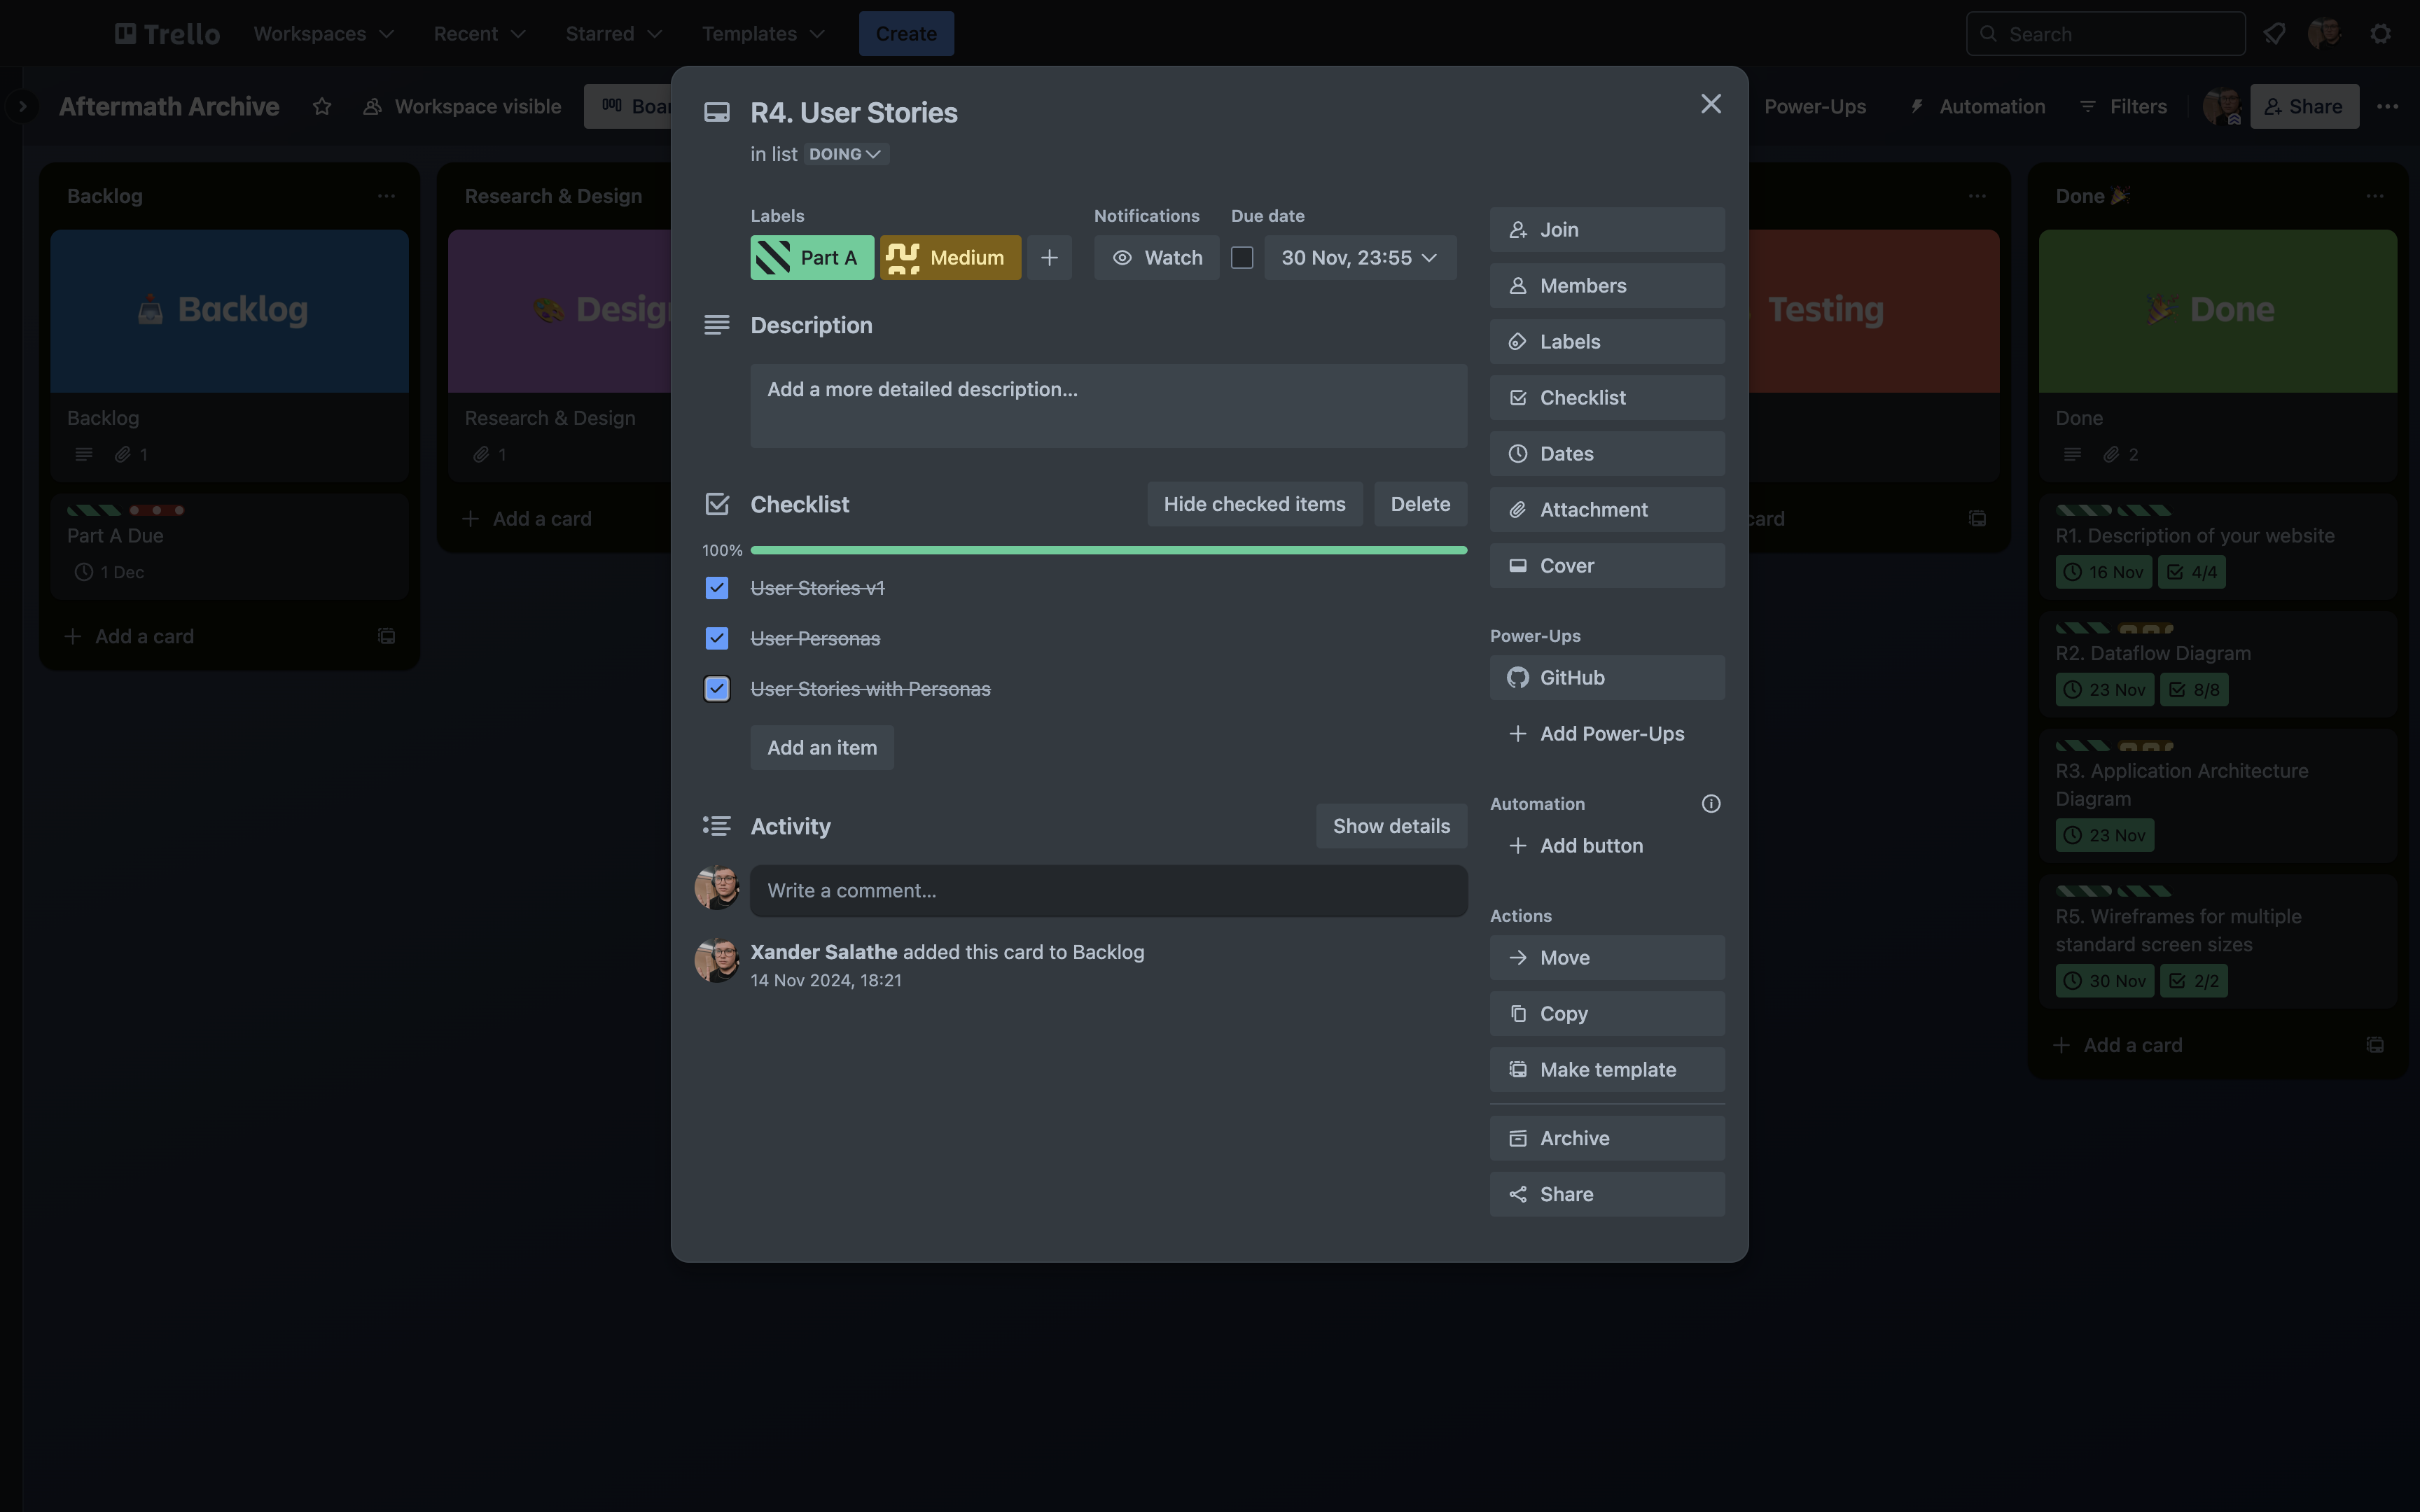 Trello
Workspaces
Recent
Starred
Templates
Create
Search
Aftermath Archive
Workspace visible
Power-Ups
Automation
Filters
Share
Backlog
Backlog
Backlog
1
Part A Due
1 Dec
Add a card
Research & Design
Research & Design
1
Add a card
R4. User Stories
in list DOING
Labels
Part A
Medium
Notifications
Watch
Due date
30 Nov, 23:55
Description
Add a more detailed description...
Checklist
Hide checked items
Delete
100%
User Stories v1
User Personas
User Stories with Personas
Add an item
Activity
Show details
Write a comment...
Xander Salathe added this card to Backlog
14 Nov 2024, 18:21
Join
Members
Labels
Checklist
Dates
Attachment
Cover
Power-Ups
GitHub
Add Power-Ups
Automation
Add button
Actions
Move
Copy
Make template
Archive
Share
Testing
card
Done
Done
Done
2
R1. Description of your website
16 Nov
4/4
R2. Dataflow Diagram
23 Nov
8/8
R3. Application Architecture
Diagram
23 Nov
R5. Wireframes for multiple
standard screen sizes
30 Nov
2/2
Add a card